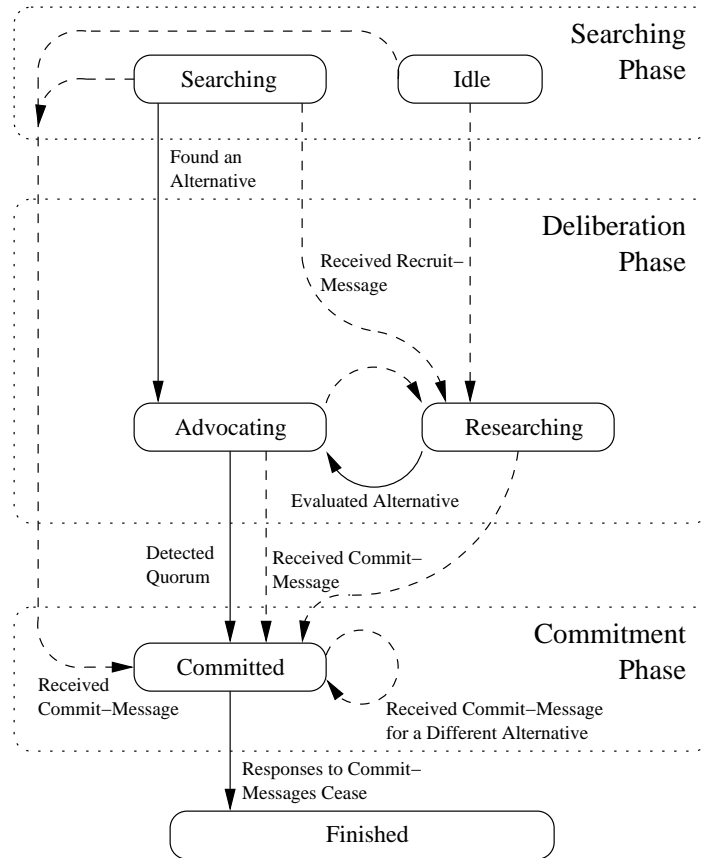 Searching
Phase
Searching
Idle
Found an
Alternative
Deliberation
Phase
Received Recruit−
Message
Advocating
Researching
Evaluated Alternative
Detected
Quorum
Received Commit−
Message
Commitment
Phase
Committed
Received
Commit−Message
Received Commit−Message
for a Different Alternative
Responses to Commit−
Messages Cease
Finished